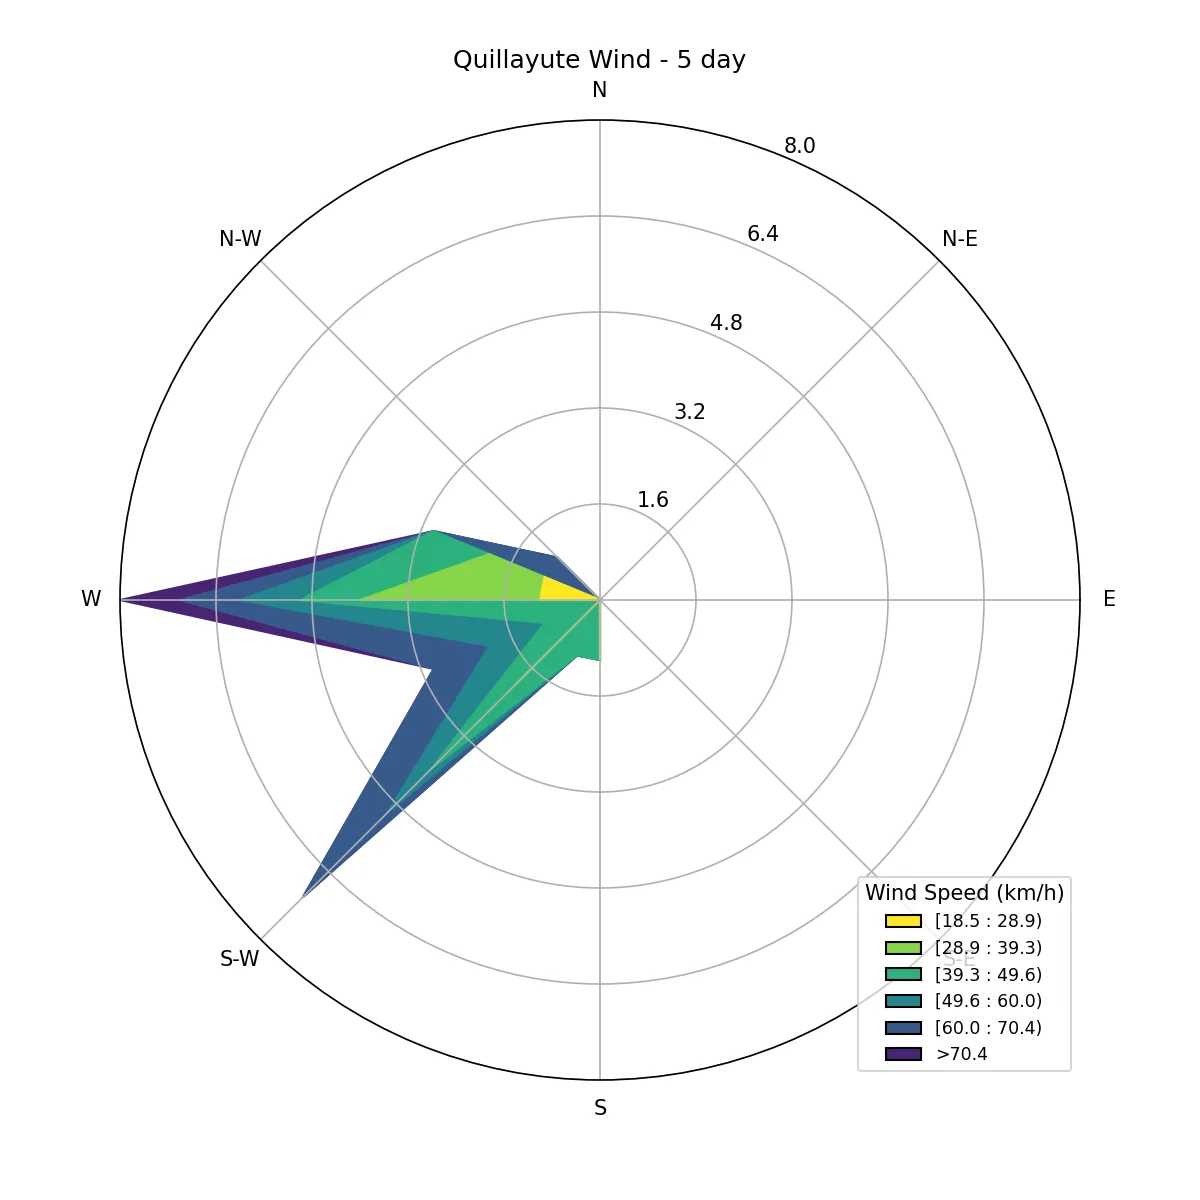 Quillayute Wind - 5 day
N
8.0
N-W
6.4
N-E
4.8
3.2
1.6
W
E
S-W
S-E
S
Wind Speed (km/h)
[18.5 : 28.9)
[28.9 : 39.3)
[39.3 : 49.6)
[49.6 : 60.0)
[60.0 : 70.4)
>70.4